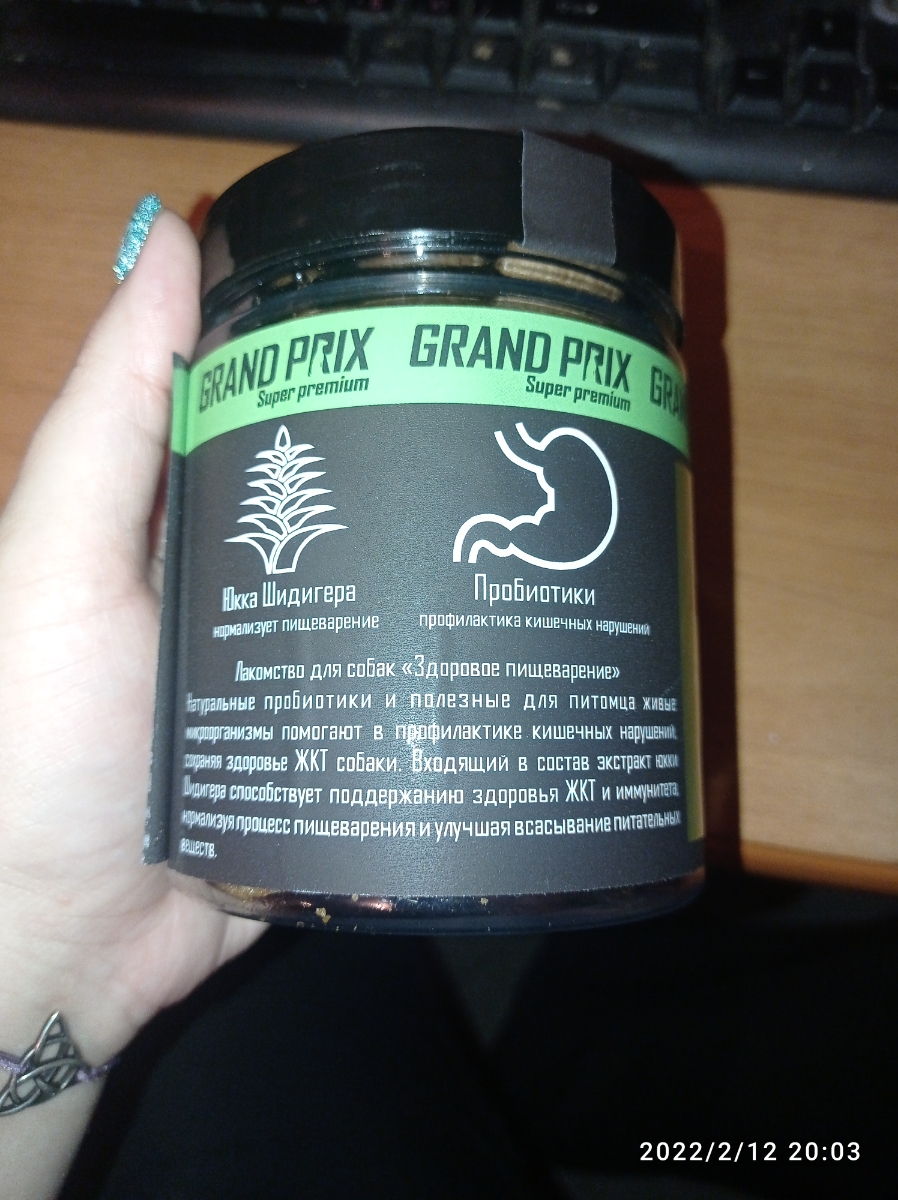 GRAND PRIX GRAND PRIX
Super premium Super premium
Юкка Шидигера Пробиотики
нормализует пищеварение профилактика кишечных нарушений
Лакомство для собак «Здоровое пищеварение»
Натуральные пробиотики и полезные для питомца живые
микроорганизмы помогают в профилактике кишечных нарушений,
сохраняя здоровье ЖКТ собаки. Входящий в состав экстракт юкки
Шидигера способствует поддержанию здоровья ЖКТ и иммунитета,
нормализуя процесс пищеварения и улучшая всасывание питательных
веществ.
2022/2/12 20:03